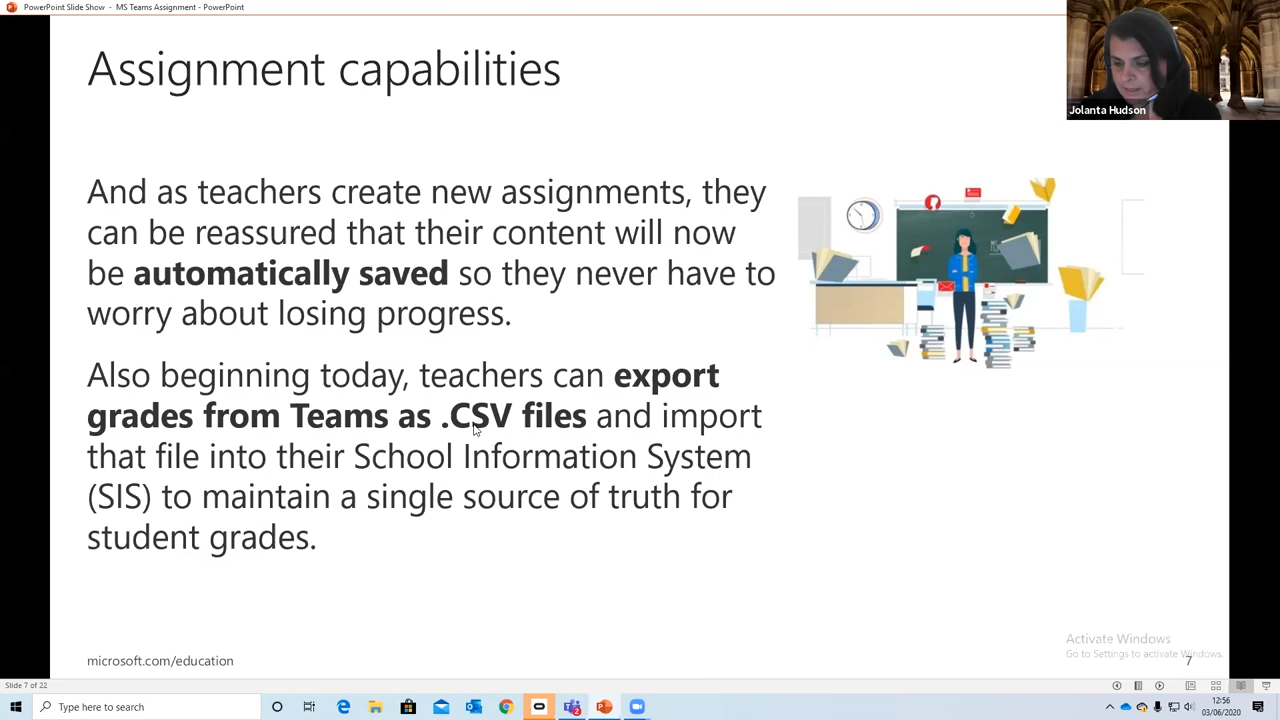 PowerPoint Slide Show - MS Teams Assignment - PowerPoint
Assignment capabilities
Jolanta Hudson
And as teachers create new assignments, they
can be reassured that their content will now
be automatically saved so they never have to
worry about losing progress.
Also beginning today, teachers can export
grades from Teams as .CSV files and import
that file into their School Information System
(SIS) to maintain a single source of truth for
student grades.
Activate Windows
Go to Settings to activate Windows.
microsoft.com/education
7
Slide 7 of 22
Type here to search
2
12:56
03/06/2020